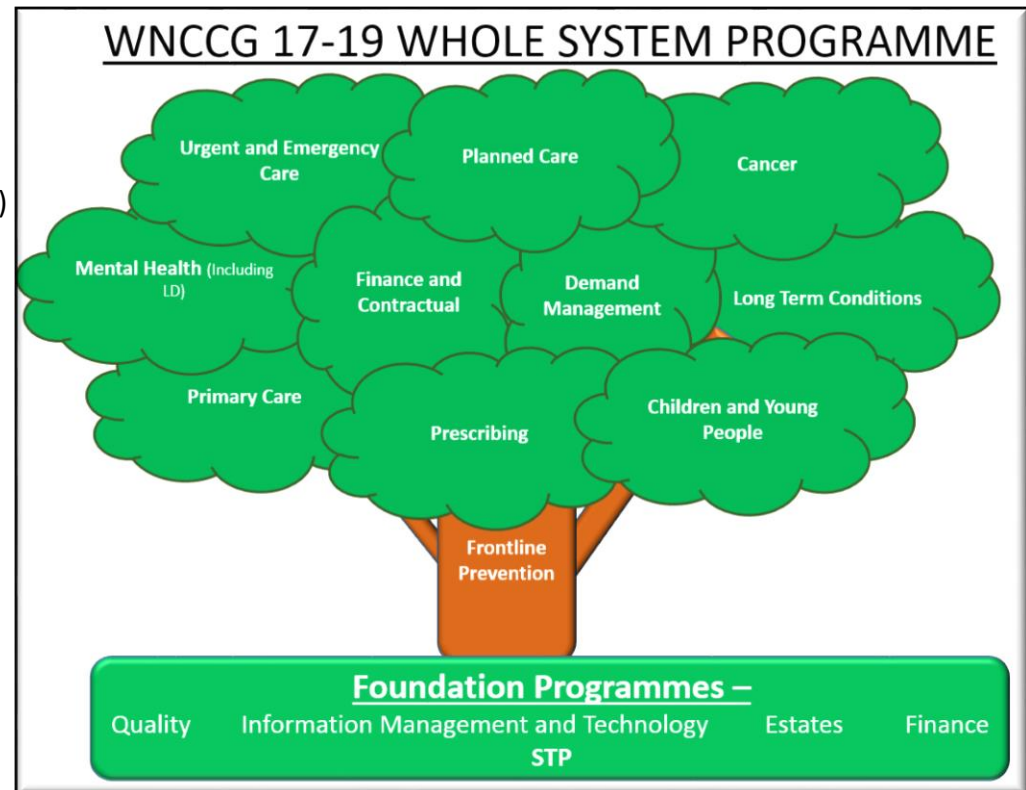 WNCCG 17-19 WHOLE SYSTEM PROGRAMME
Urgent and Emergency
Care
Planned Care
Cancer
)
Mental Health (Including
LD)
Finance and
Contractual
Demand
Management
Long Term Conditions
Primary Care
Prescribing
Children and Young
People
Frontline
Prevention
Foundation Programmes –
Quality Information Management and Technology Estates Finance
STP